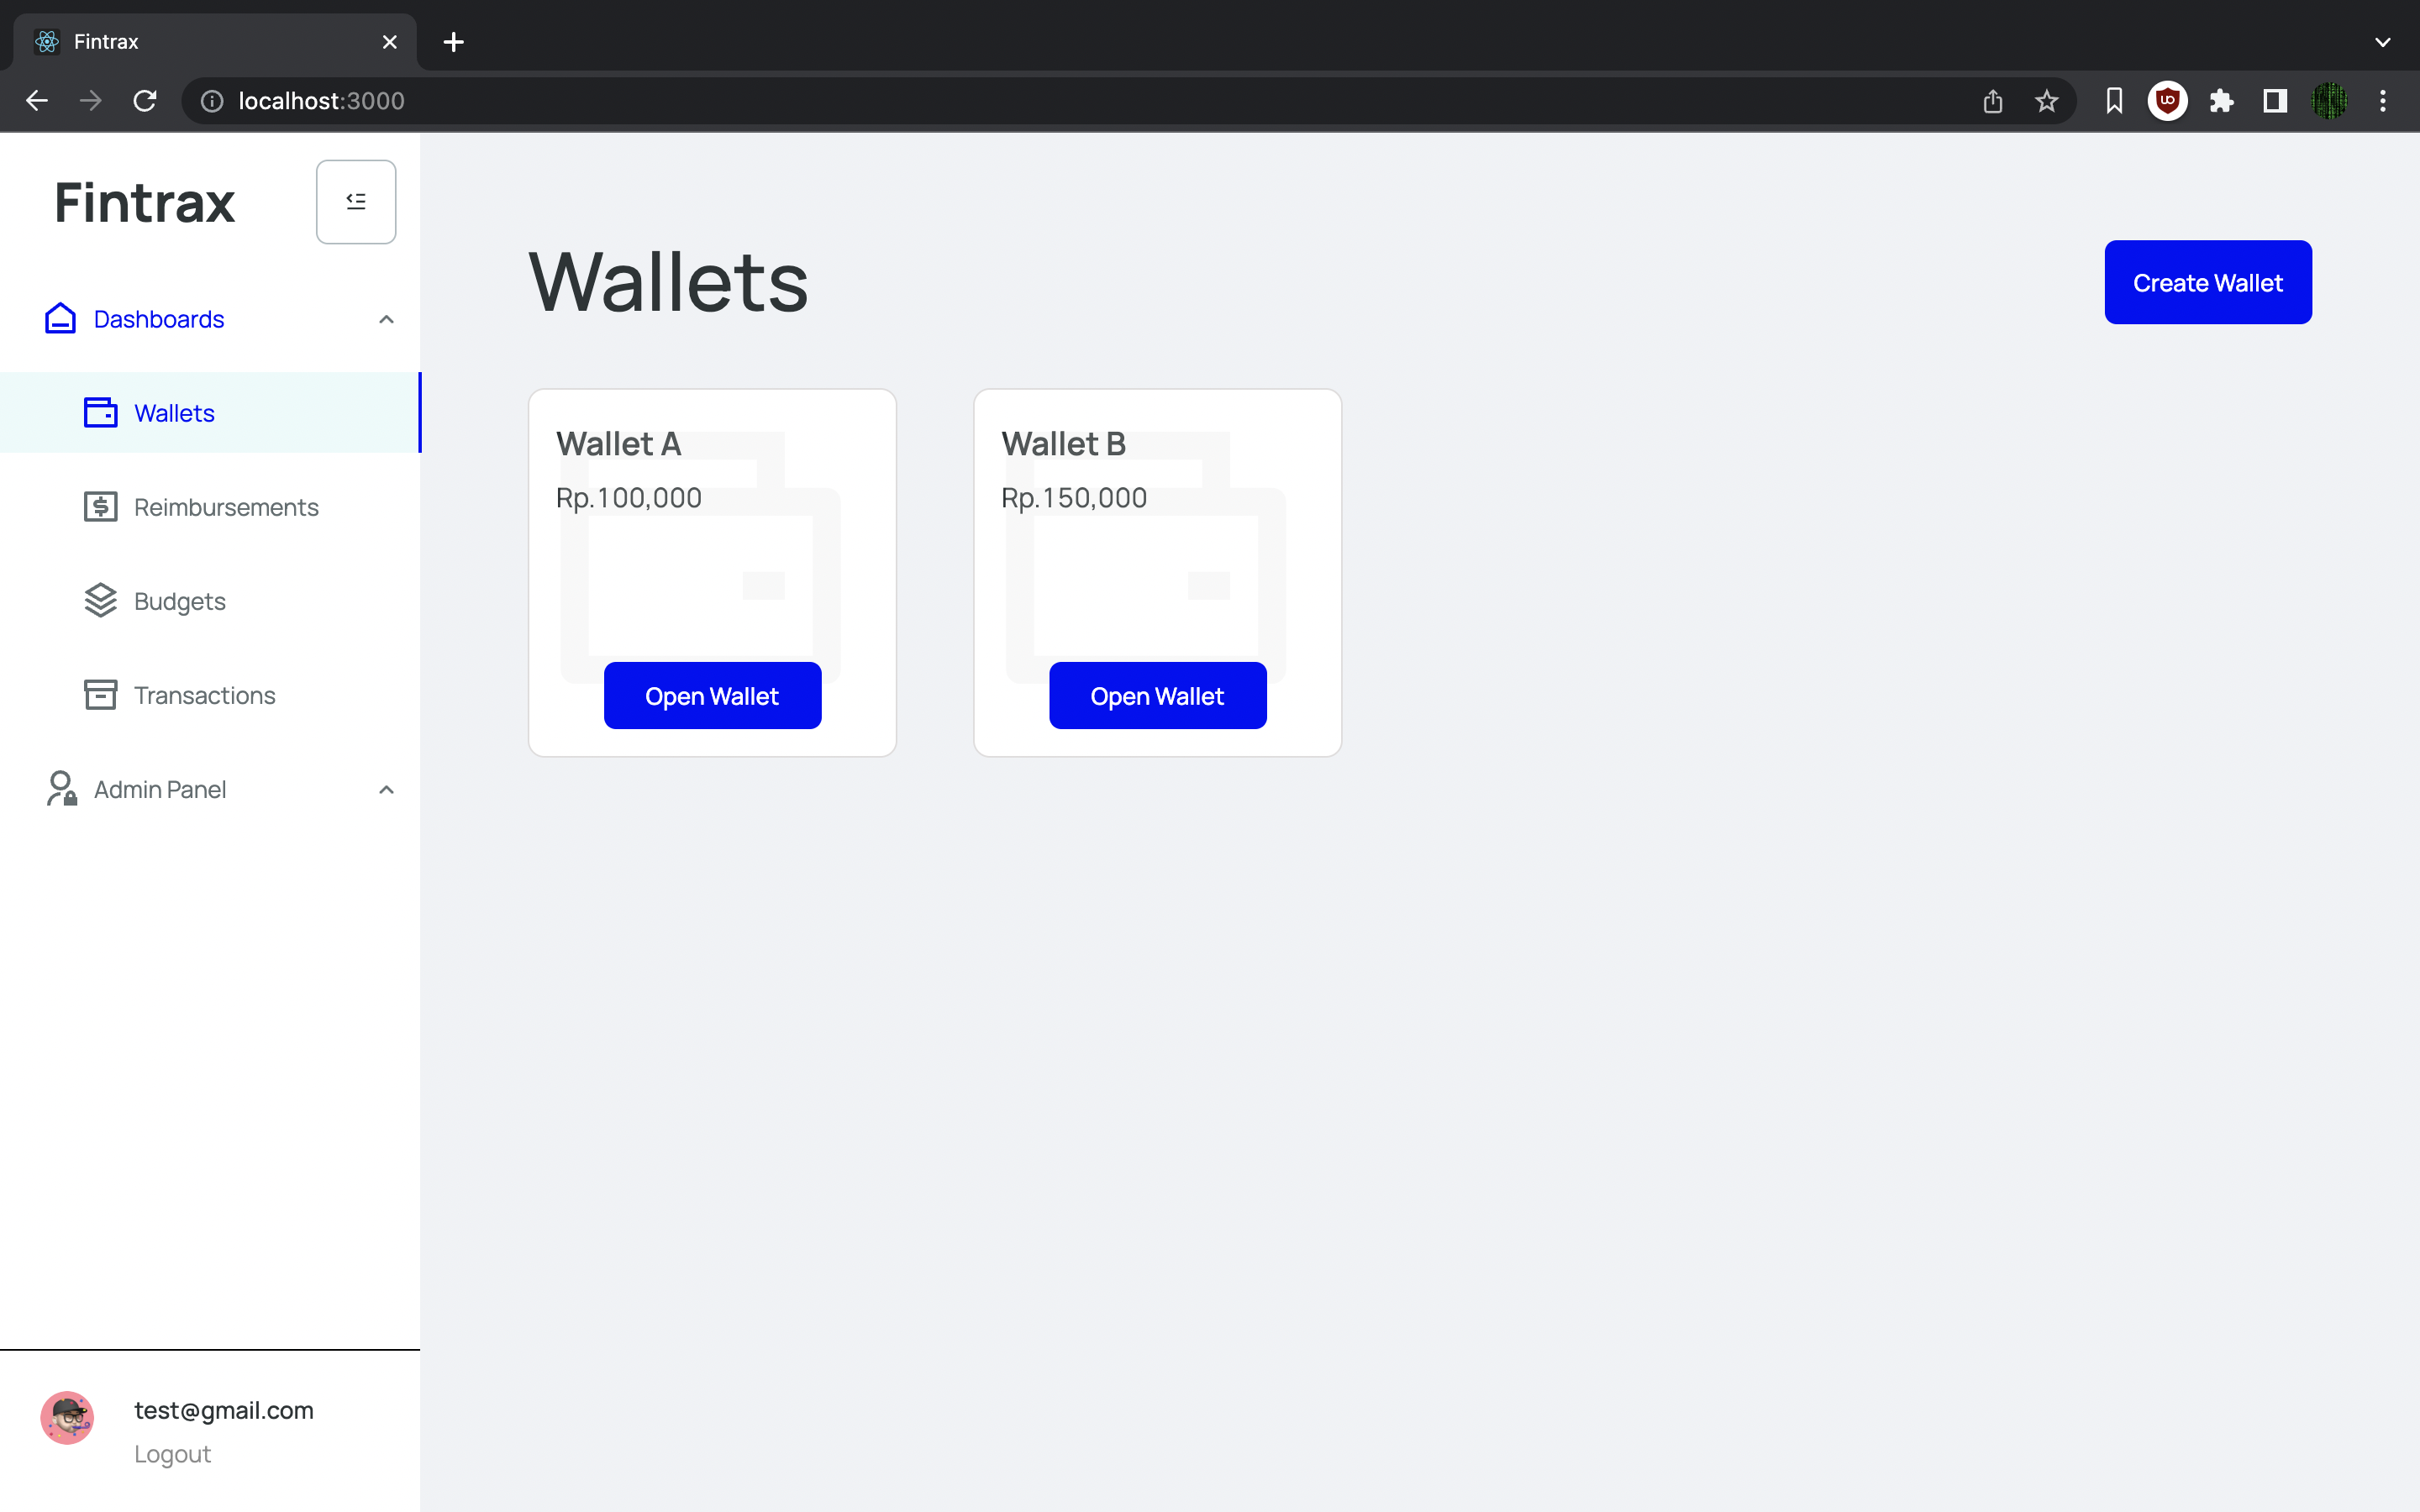 Fintrax
localhost:3000
Fintrax
Dashboards
Wallets
Reimbursements
Budgets
Transactions
Admin Panel
test@gmail.com
Logout
Wallets
Create Wallet
Wallet A
Rp.100,000
Open Wallet
Wallet B
Rp.150,000
Open Wallet